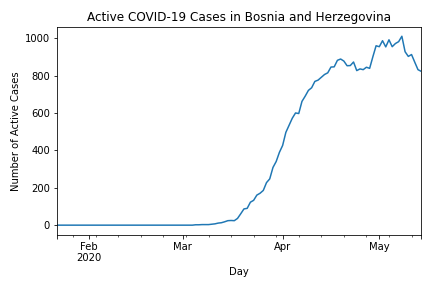 Active COVID-19 Cases in Bosnia and Herzegovina
Number of Active Cases
1000
800
600
400
200
0
Feb
2020
Mar
Apr
May
Day